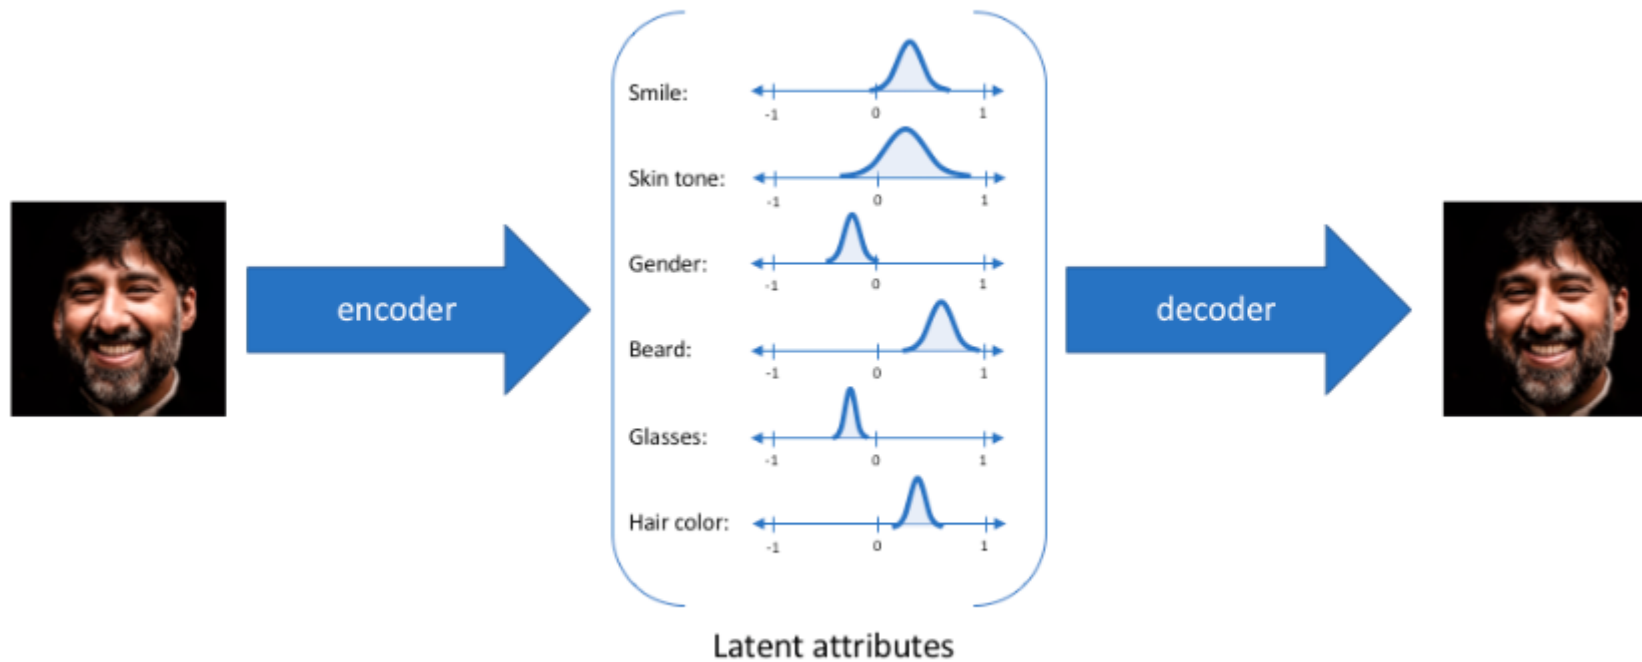 encoder
Smile:
-1 0 1
Skin tone:
-1 0 1
Gender:
-1 0 1
Beard:
-1 0 1
Glasses:
-1 0 1
Hair color:
-1 0 1
decoder
Latent attributes